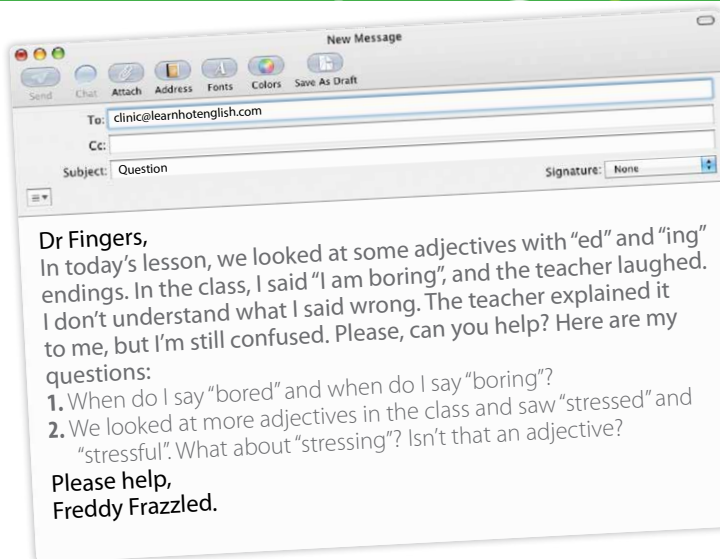 New Message
Send Chat Attach Address Fonts Colors Save As Draft
To: clinic@learnhotenglish.com
Cc:
Subject: Question
Signature: None
Dr Fingers,
In today’s lesson, we looked at some adjectives with “ed” and “ing”
endings. In the class, I said “I am boring”, and the teacher laughed.
I don’t understand what I said wrong. The teacher explained it
to me, but I’m still confused. Please, can you help? Here are my
questions:
1. When do I say “bored” and when do I say “boring”?
2. We looked at more adjectives in the class and saw “stressed” and
“stressful”. What about “stressing”? Isn’t that an adjective?
Please help,
Freddy Frazzled.